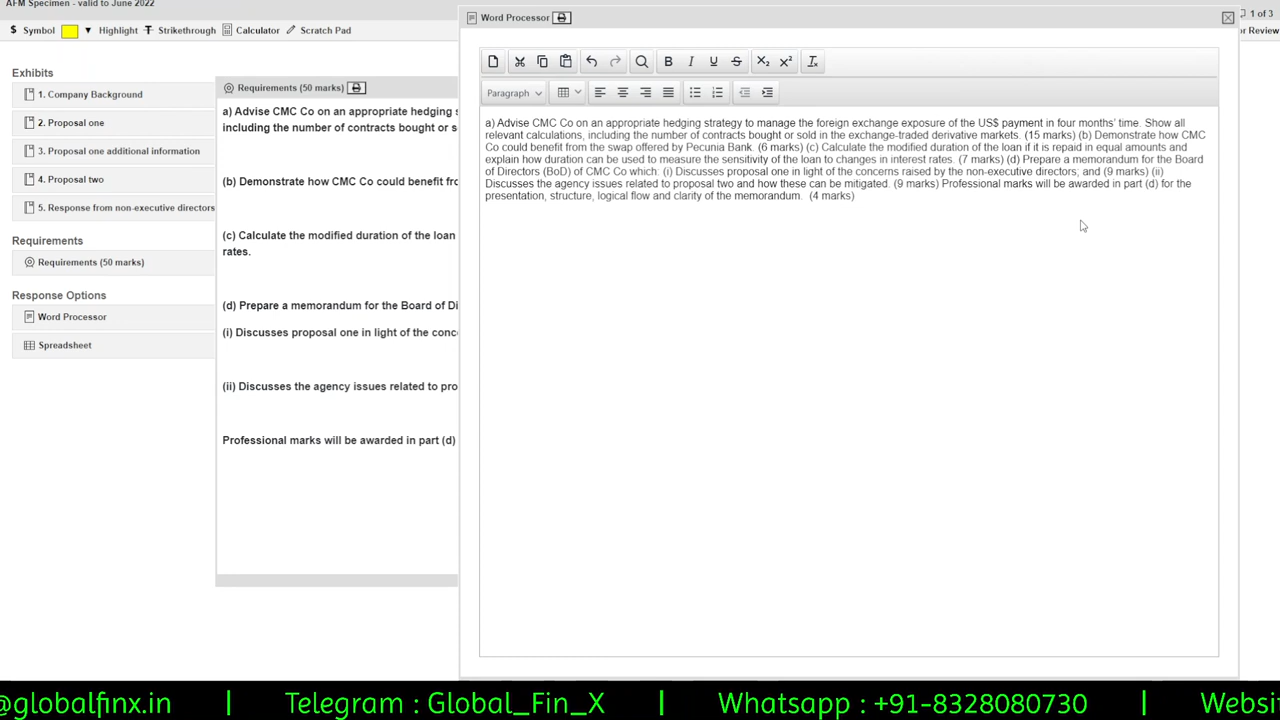 AFM Specimen - valid to June 2022
Word Processor
1 of 3
$ Symbol Highlight Strikethrough Calculator Scratch Pad
or Review
Exhibits
1. Company Background
2. Proposal one
3. Proposal one additional information
4. Proposal two
5. Response from non-executive directors
Requirements
Requirements (50 marks)
Response Options
Word Processor
Spreadsheet
Requirements (50 marks)
a) Advise CMC Co on an appropriate hedging s
including the number of contracts bought or s
(b) Demonstrate how CMC Co could benefit fro
(c) Calculate the modified duration of the loan
rates.
(d) Prepare a memorandum for the Board of Di
(i) Discusses proposal one in light of the conc
(ii) Discusses the agency issues related to pro
Professional marks will be awarded in part (d)
B I U S X₂ X² Tx
Paragraph
a) Advise CMC Co on an appropriate hedging strategy to manage the foreign exchange exposure of the US$ payment in four months' time. Show all
relevant calculations, including the number of contracts bought or sold in the exchange-traded derivative markets. (15 marks) (b) Demonstrate how CMC
Co could benefit from the swap offered by Pecunia Bank. (6 marks) (c) Calculate the modified duration of the loan if it is repaid in equal amounts and
explain how duration can be used to measure the sensitivity of the loan to changes in interest rates. (7 marks) (d) Prepare a memorandum for the Board
of Directors (BoD) of CMC Co which: (i) Discusses proposal one in light of the concerns raised by the non-executive directors; and (9 marks) (ii)
Discusses the agency issues related to proposal two and how these can be mitigated. (9 marks) Professional marks will be awarded in part (d) for the
presentation, structure, logical flow and clarity of the memorandum. (4 marks)
@globalfinx.in | Telegram : Global_Fin_X | Whatsapp : +91-8328080730 | Websi